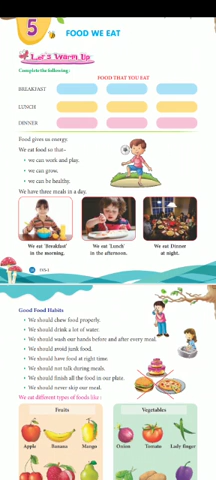 5
FOOD WE EAT
Let's Warm Up
Complete the following :
FOOD THAT YOU EAT
BREAKFAST
LUNCH
DINNER
Food gives us energy.
We eat food so that–
• we can work and play.
• we can grow.
• we can be healthy.
We have three meals in a day.
We eat 'Breakfast' in the morning.
We eat 'Lunch' in the afternoon.
We eat Dinner at night.
Good Food Habits
• We should chew food properly.
• We should drink a lot of water.
• We should wash our hands before and after every meal.
• We should avoid junk food.
• We should have food at right time.
• We should not talk during meals.
• We should finish all the food in our plate.
• We should never skip our meal.
We eat different types of foods like :
Fruits
Vegetables
Apple
Banana
Mango
Onion
Tomato
Lady finger